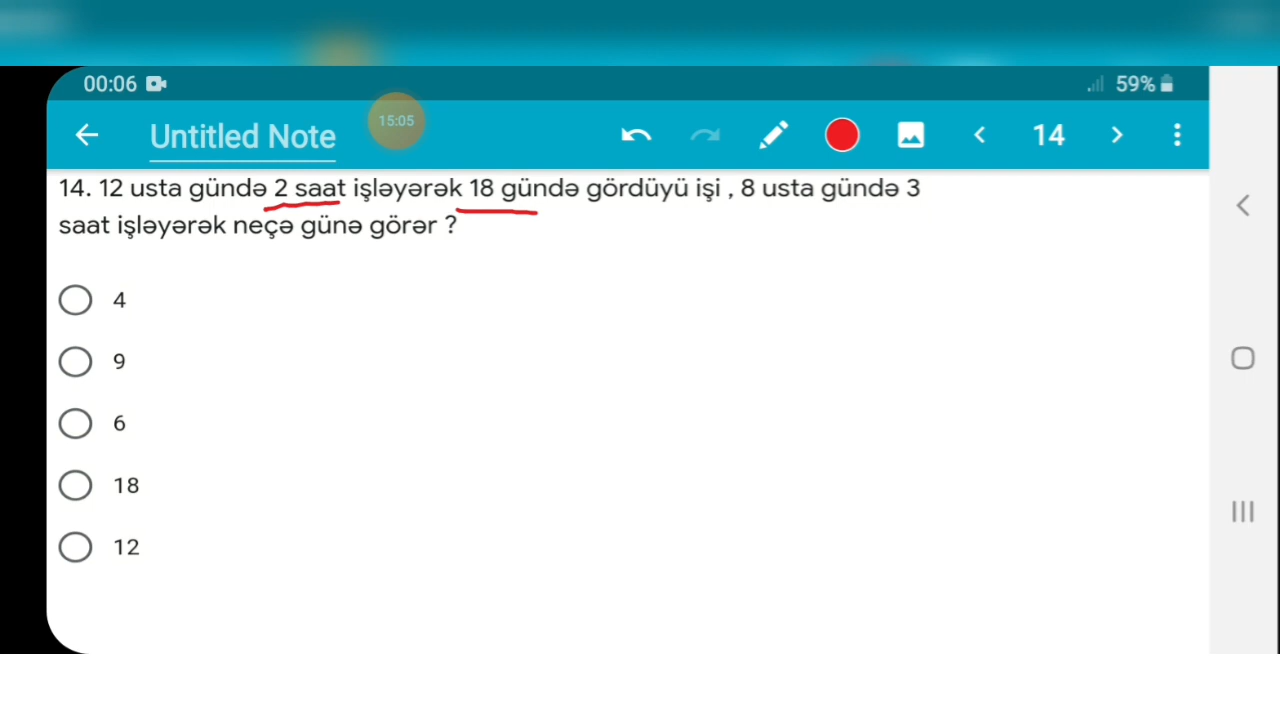 00:06 59%
Untitled Note 15:05 14
14. 12 usta gündə 2 saat işləyərək 18 gündə gördüyü işi , 8 usta gündə 3
saat işləyərək neçə günə görər ?
4
9
6
18
12